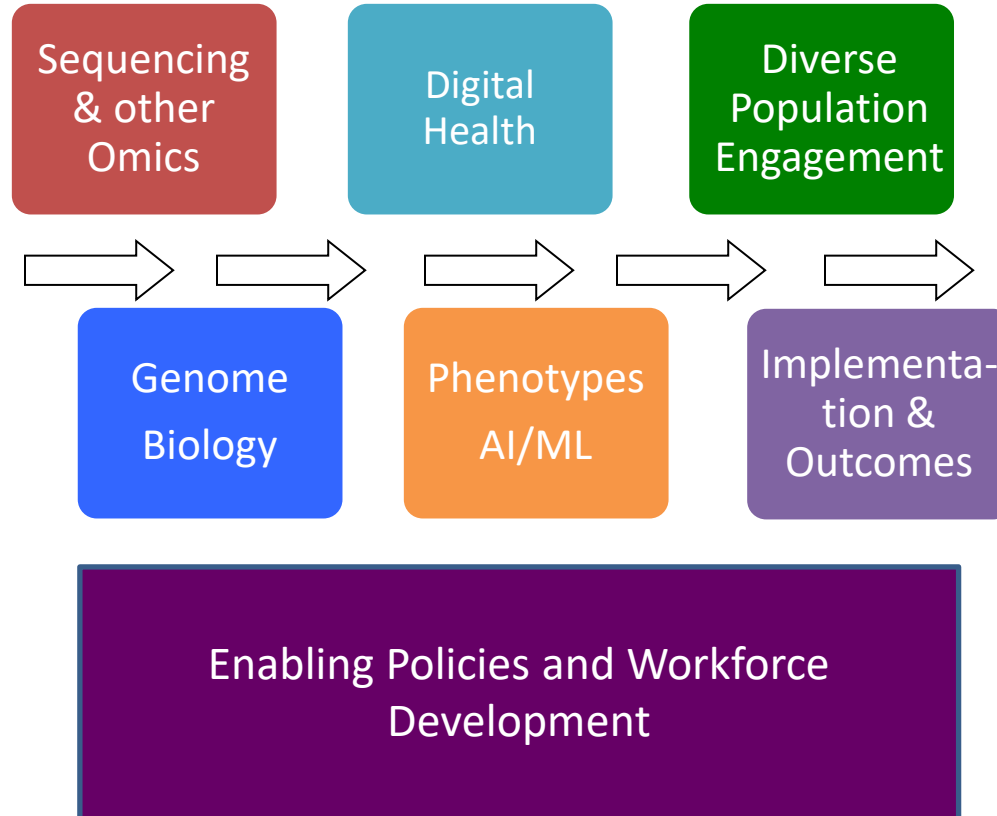 Sequencing
& other
Omics
Digital
Health
Diverse
Population
Engagement
Genome
Biology
Phenotypes
AI/ML
Implementa-
tion &
Outcomes
Enabling Policies and Workforce
Development